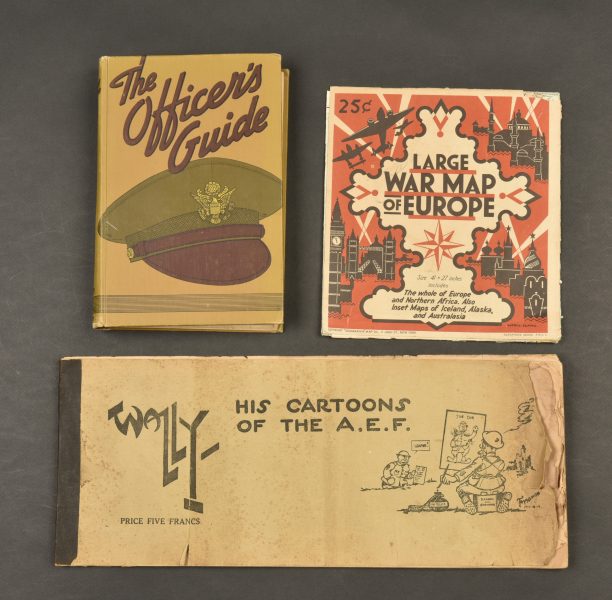 The
Officer's
Guide
25¢
LARGE
WAR MAP
OF EUROPE
Size 41 x 27 inches
includes
The whole of Europe
and Northern Africa. Also
Inset Maps of Iceland, Alaska,
and Australasia
WALLY
HIS CARTOONS
OF THE A.E.F.
PRICE FIVE FRANCS